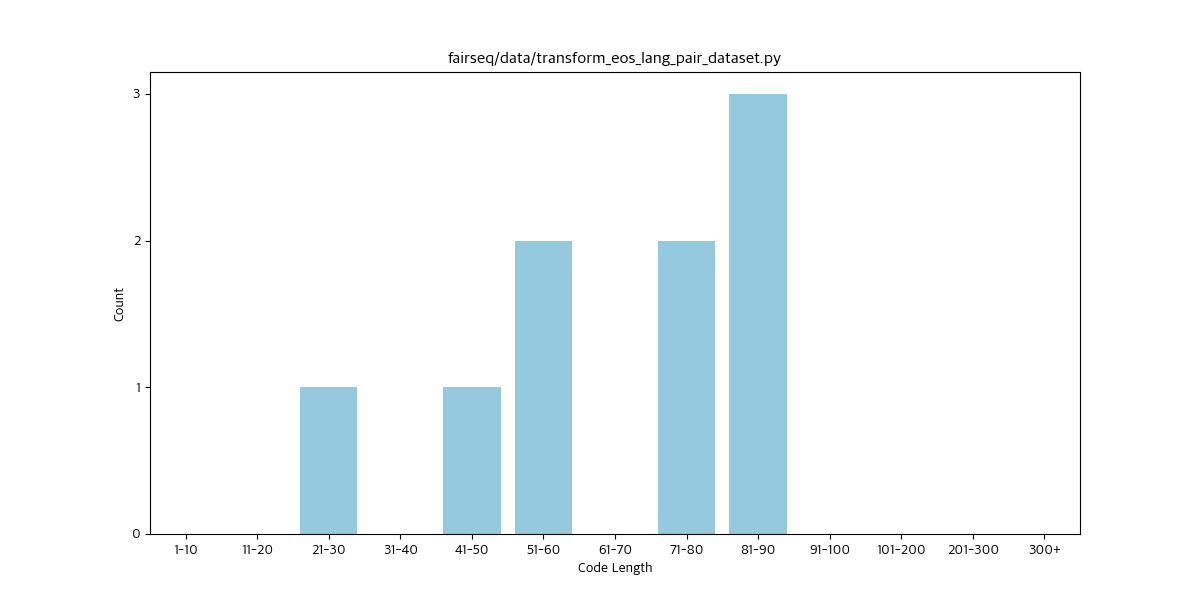 fairseq/data/transform_eos_lang_pair_dataset.py
3
2
1
0
Count
1-10 11-20 21-30 31-40 41-50 51-60 61-70 71-80 81-90 91-100 101-200 201-300 300+
Code Length